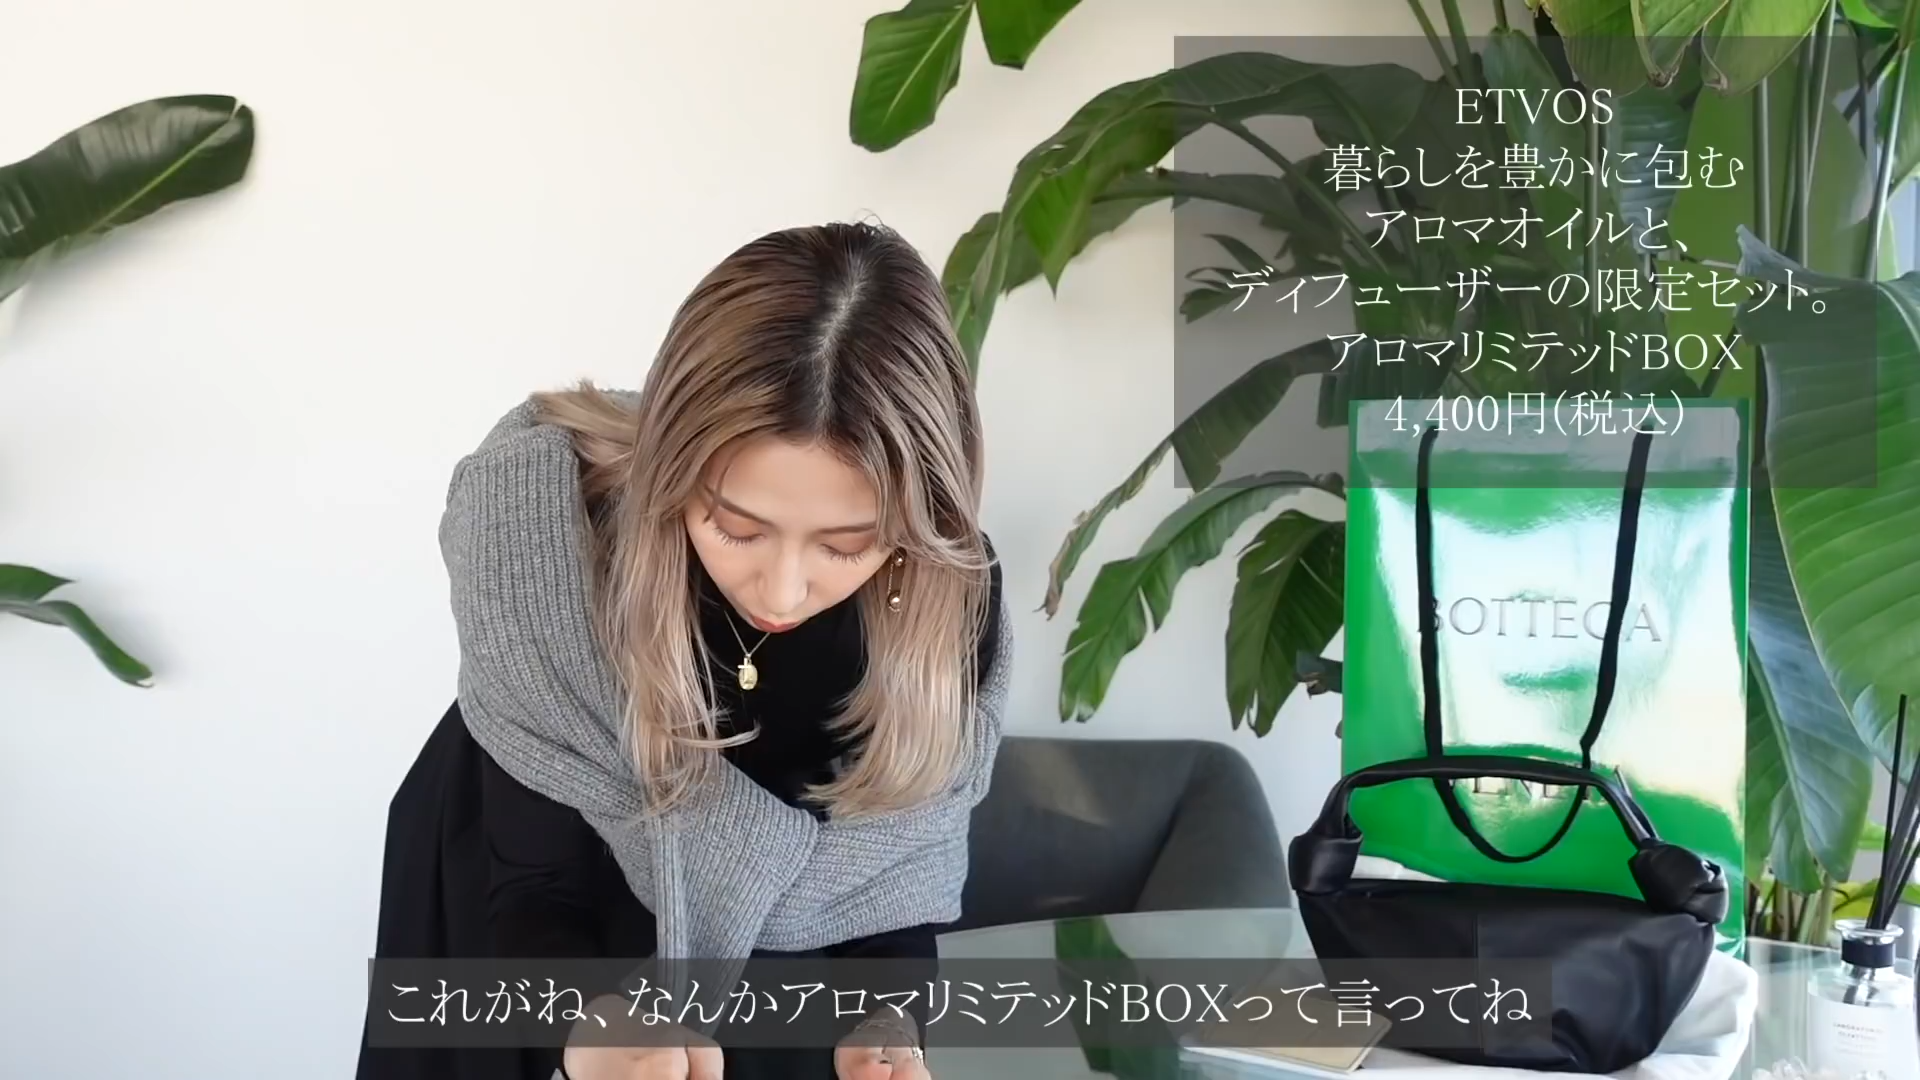 ETVOS
暮らしを豊かに包む
アロマオイルと、
ディフューザーの限定セット。
アロマリミテッドBOX
4,400円(税込)
BOTTEGA
これがね、なんかアロマリミテッドBOXって言ってね